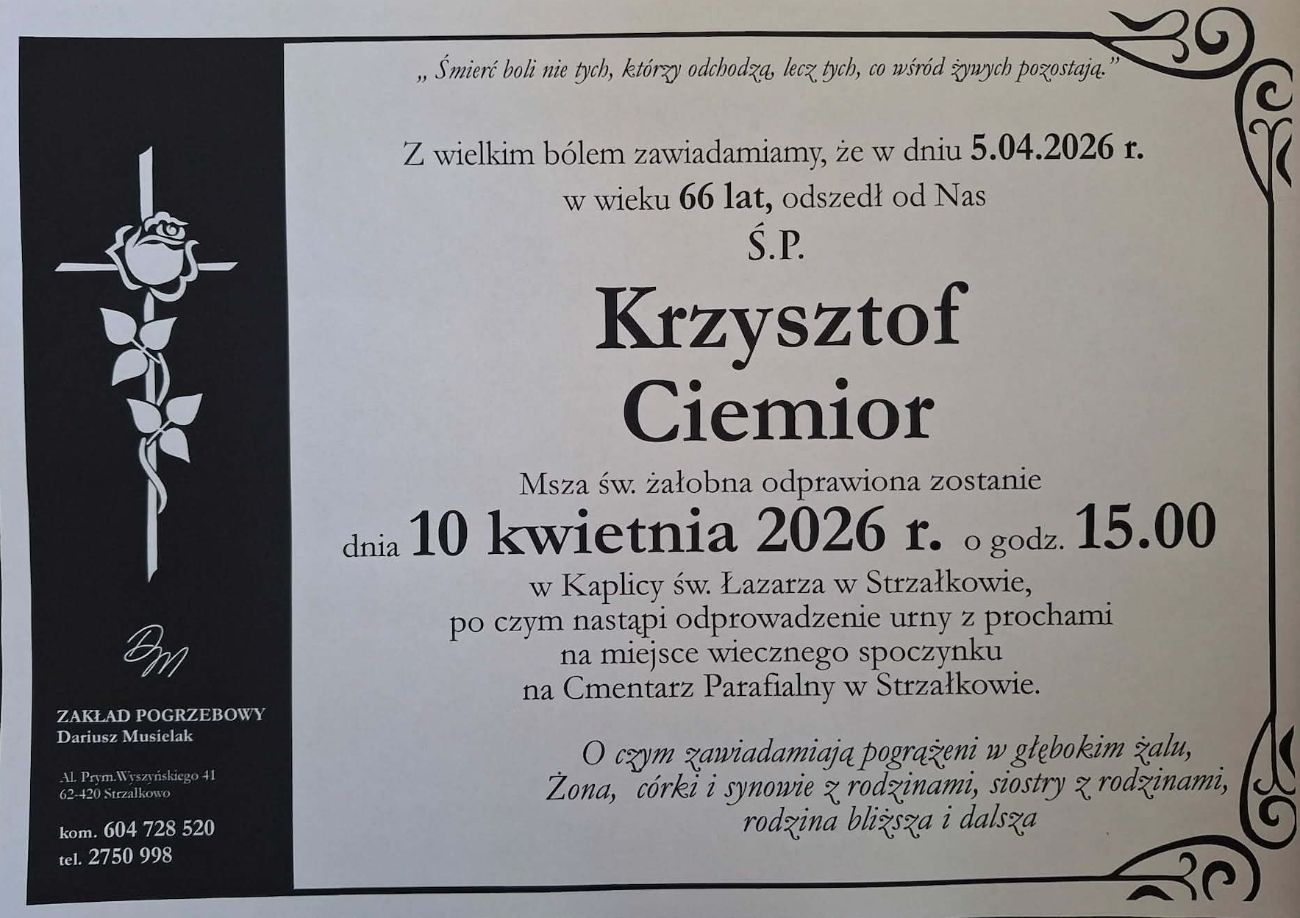 „ Śmierć boli nie tych, którzy odchodzą, lecz tych, co wśród żywych pozostają.”
Z wielkim bólem zawiadamiamy, że w dniu 5.04.2026 r.
w wieku 66 lat, odszedł od Nas
Ś.P.
Krzysztof
Ciemior
Msza św. żałobna odprawiona zostanie
dnia 10 kwietnia 2026 r. o godz. 15.00
w Kaplicy św. Łazarza w Strzałkowie,
po czym nastąpi odprowadzenie urny z prochami
na miejsce wiecznego spoczynku
na Cmentarz Parafialny w Strzałkowie.
O czym zawiadamiają pogrążeni w głębokim żalu,
Żona, córki i synowie z rodzinami, siostry z rodzinami,
rodzina bliższa i dalsza
DM
ZAKŁAD POGRZEBOWY
Dariusz Musielak
Al. Prym.Wyszyńskiego 41
62-420 Strzałkowo
kom. 604 728 520
tel. 2750 998